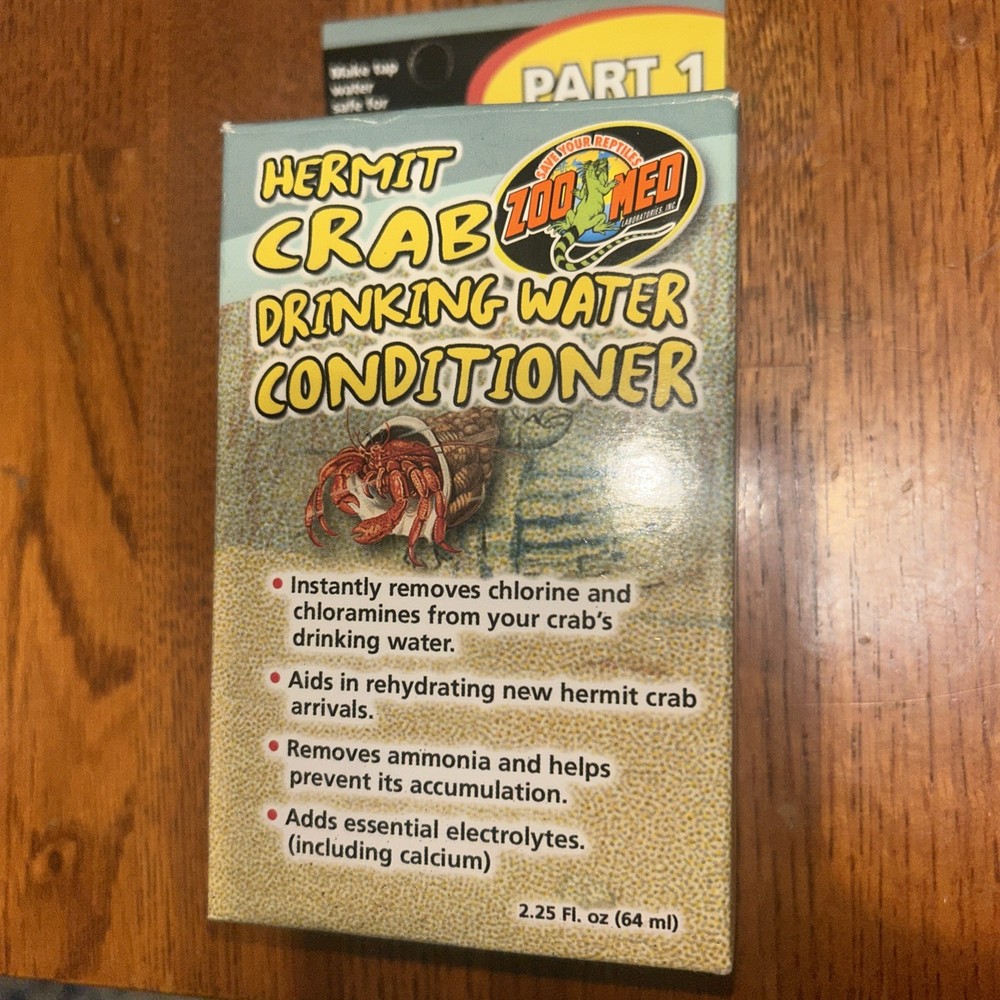 Make tap
water
safe for
PART 1
HERMIT
CRAB
DRINKING WATER
CONDITIONER
SAVE YOUR REPTILES
ZOO MED
LABORATORIES, INC.
• Instantly removes chlorine and
chloramines from your crab's
drinking water.
• Aids in rehydrating new hermit crab
arrivals.
• Removes ammonia and helps
prevent its accumulation.
• Adds essential electrolytes.
(including calcium)
2.25 Fl. oz (64 ml)